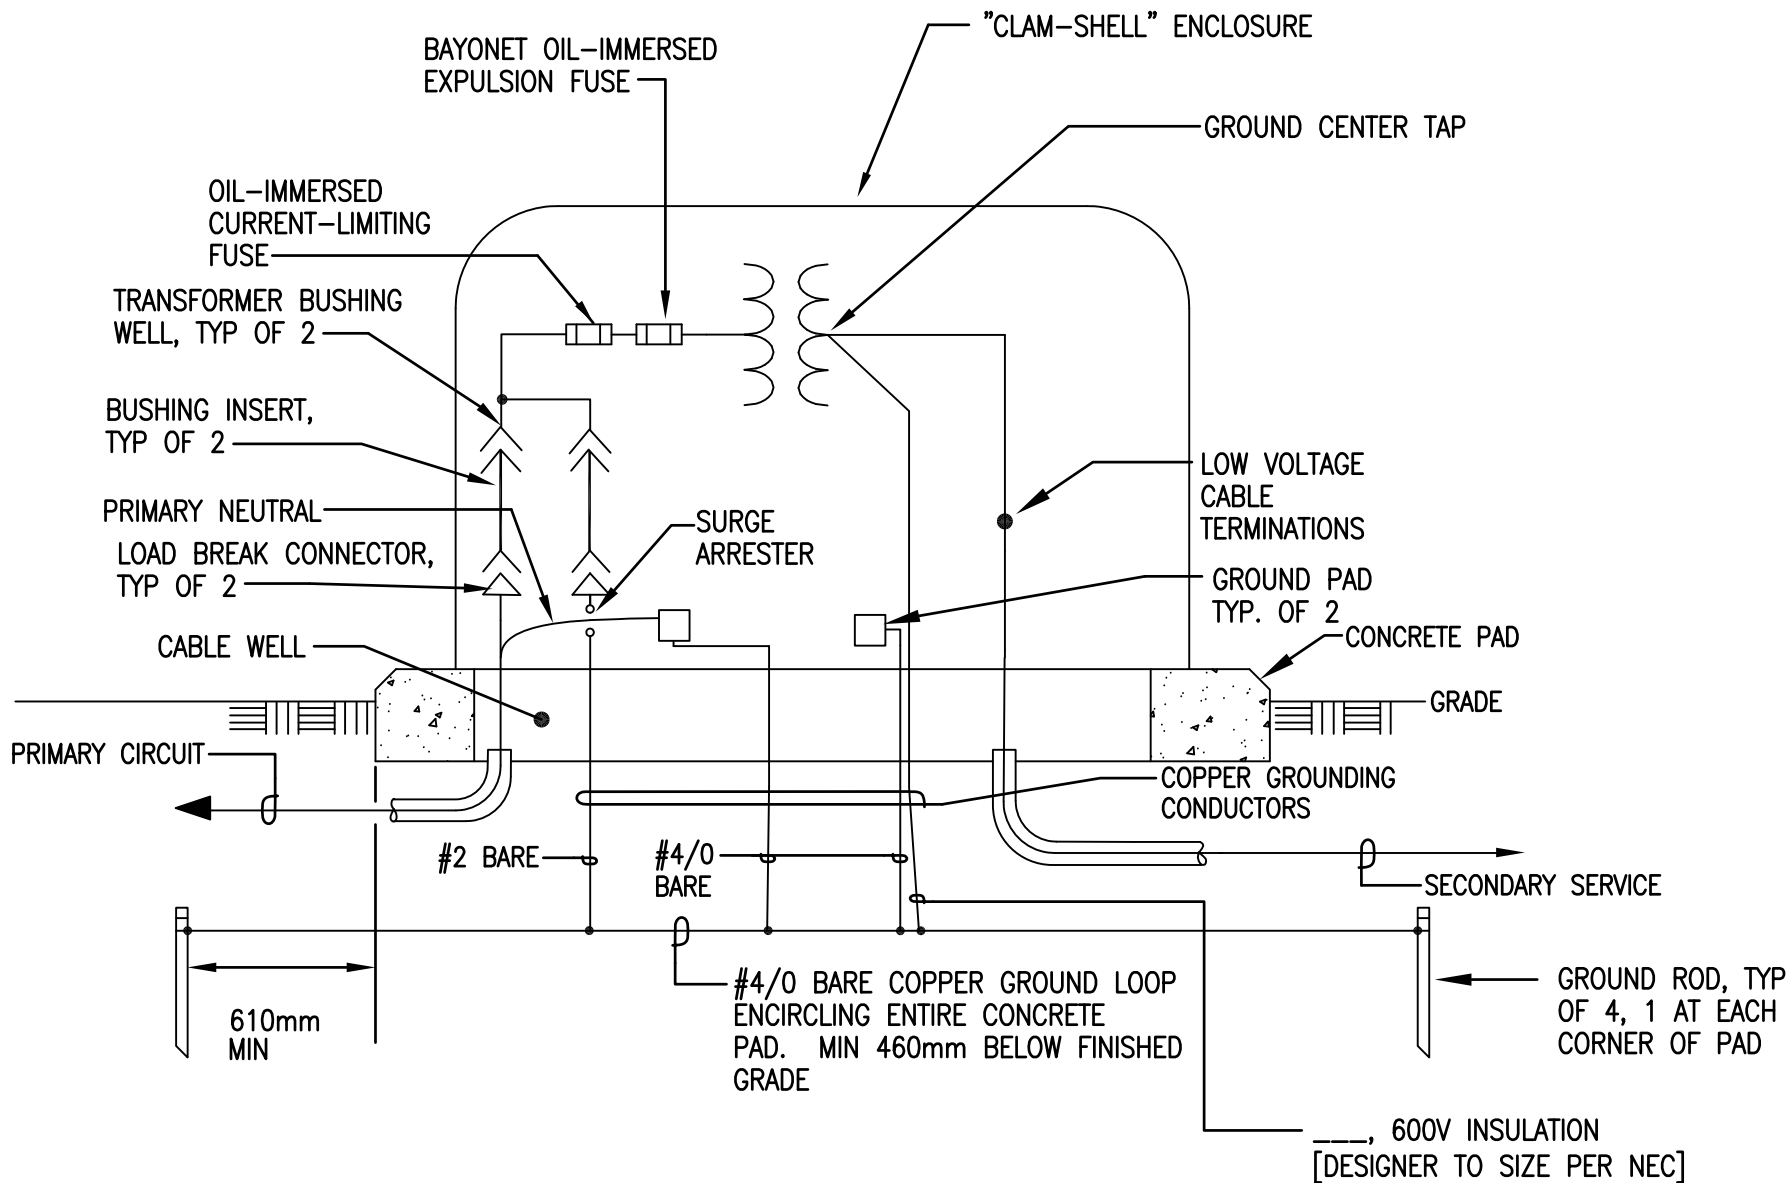 "CLAM-SHELL" ENCLOSURE
BAYONET OIL-IMMERSED
EXPULSION FUSE
GROUND CENTER TAP
OIL-IMMERSED
CURRENT-LIMITING
FUSE
TRANSFORMER BUSHING
WELL, TYP OF 2
BUSHING INSERT,
TYP OF 2
PRIMARY NEUTRAL
LOAD BREAK CONNECTOR,
TYP OF 2
SURGE
ARRESTER
LOW VOLTAGE
CABLE
TERMINATIONS
GROUND PAD
TYP. OF 2
CABLE WELL
CONCRETE PAD
GRADE
PRIMARY CIRCUIT
COPPER GROUNDING
CONDUCTORS
#2 BARE
#4/0
BARE
SECONDARY SERVICE
610mm
MIN
#4/0 BARE COPPER GROUND LOOP
ENCIRCLING ENTIRE CONCRETE
PAD. MIN 460mm BELOW FINISHED
GRADE
GROUND ROD, TYP
OF 4, 1 AT EACH
CORNER OF PAD
___, 600V INSULATION
[DESIGNER TO SIZE PER NEC]